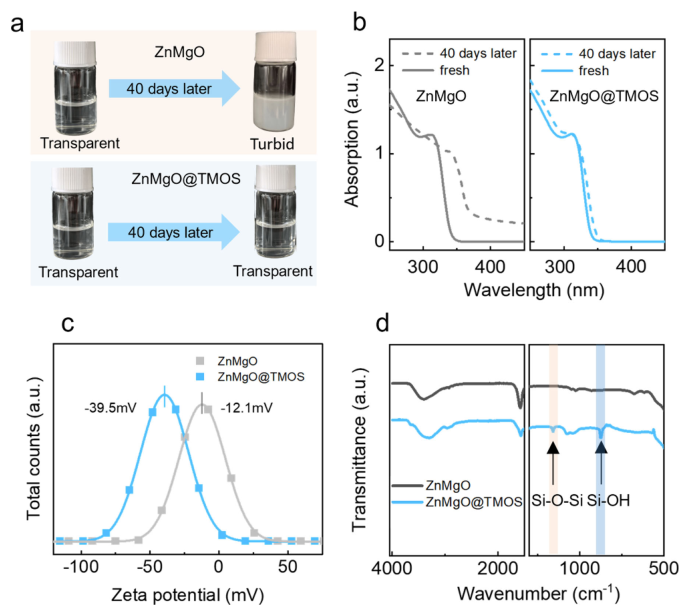 a
ZnMgO
40 days later
Transparent
Turbid
ZnMgO@TMOS
40 days later
Transparent
Transparent
b
Absorption (a.u.)
2
1
0
40 days later
fresh
ZnMgO
40 days later
fresh
ZnMgO@TMOS
300
400
300
400
Wavelength (nm)
c
Total counts (a.u.)
ZnMgO
ZnMgO@TMOS
-39.5mV
-12.1mV
-100
-50
0
50
Zeta potential (mV)
d
Transmittance (a.u.)
ZnMgO
ZnMgO@TMOS
Si-O-Si
Si-OH
4000
2000
1000
500
Wavenumber (cm⁻¹)